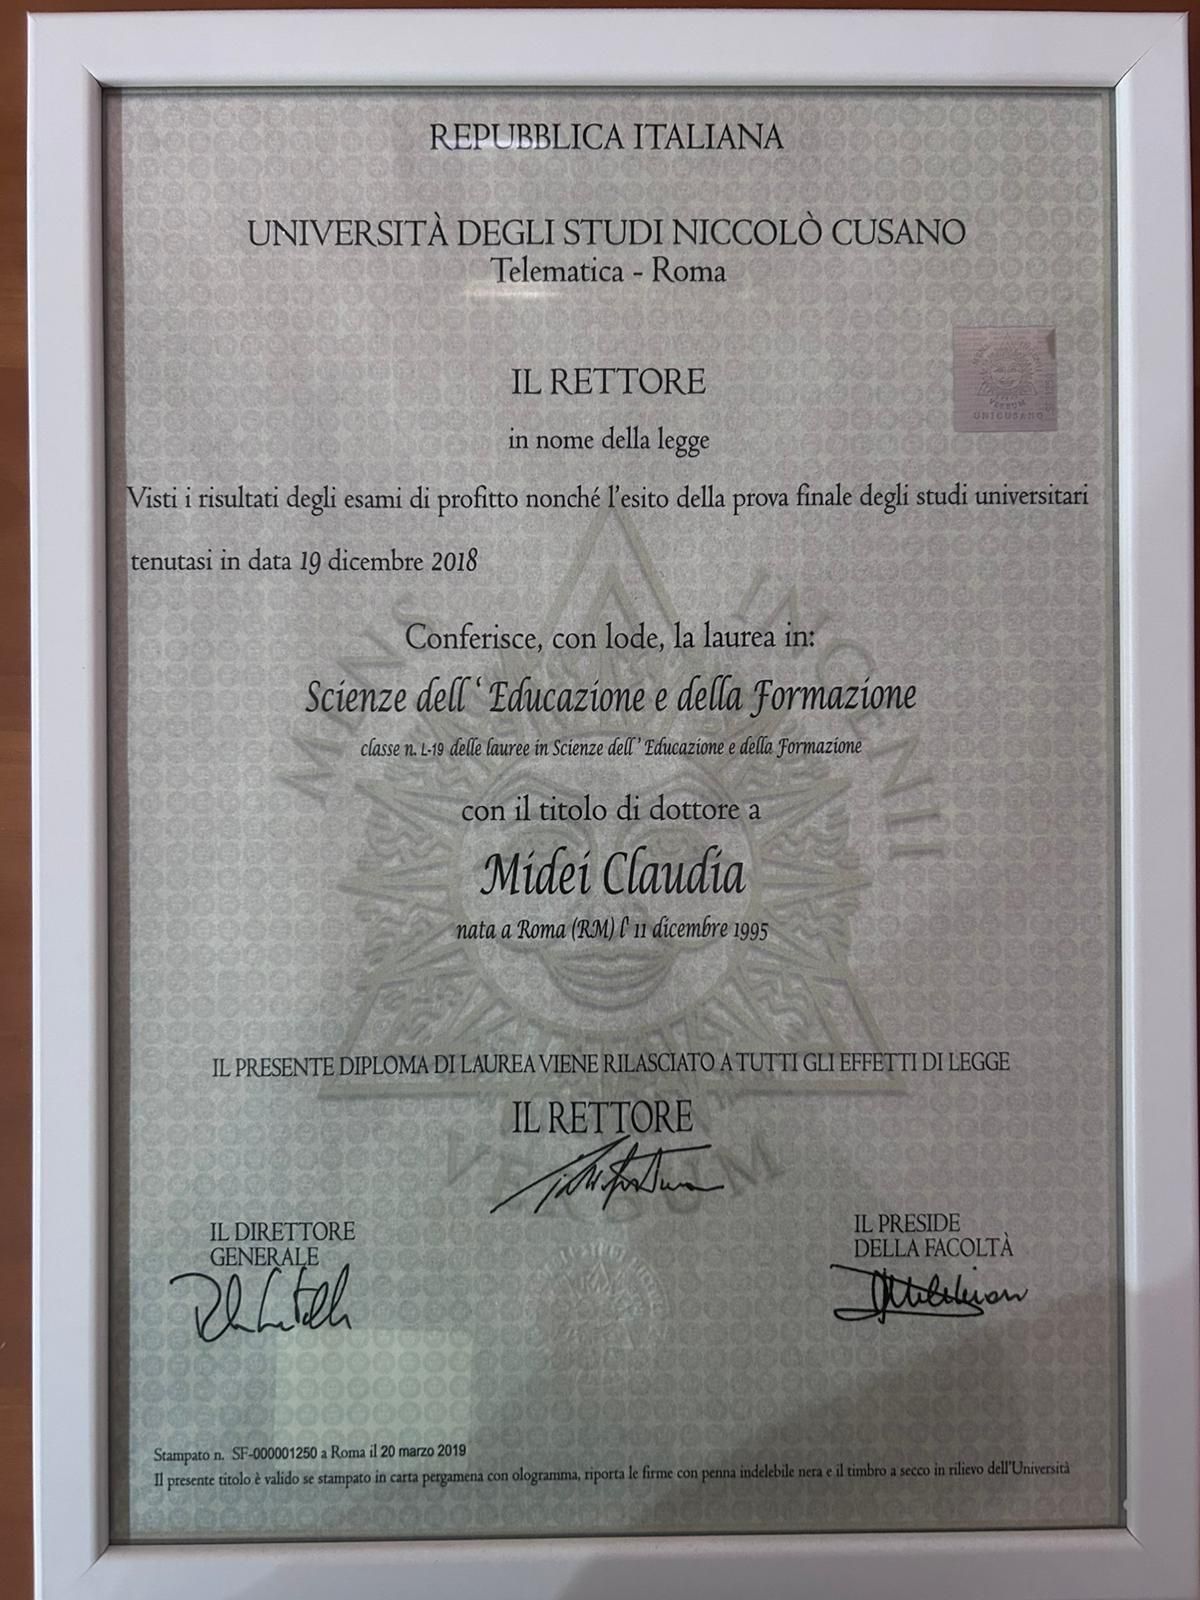 REPUBBLICA ITALIANA
UNIVERSITÀ DEGLI STUDI NICCOLÒ CUSANO
Telematica - Roma
IL RETTORE
VERSUM
UNICUSANO
in nome della legge
Visti i risultati degli esami di profitto nonché l'esito della prova finale degli studi universitari
tenutasi in data 19 dicembre 2018
MENS INGENII
Conferisce, con lode, la laurea in:
Scienze dell‘Educazione e della Formazione
classe n. L-19 delle lauree in Scienze dell’Educazione e della Formazione
con il titolo di dottore a
Midei Claudia
nata a Roma (RM) l' 11 dicembre 1995
IL PRESENTE DIPLOMA DI LAUREA VIENE RILASCIATO A TUTTI GLI EFFETTI DI LEGGE
IL RETTORE
VERSUM
IL DIRETTORE
GENERALE
IL PRESIDE
DELLA FACOLTÀ
Stampato n. SF-000001250 a Roma il 20 marzo 2019
Il presente titolo è valido se stampato in carta pergamena con ologramma, riporta le firme con penna indelebile nera e il timbro a secco in rilievo dell'Università